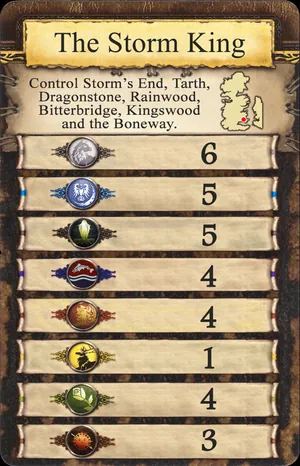 The Storm King
Control Storm's End, Tarth,
Dragonstone, Rainwood,
Bitterbridge, Kingswood
and the Boneway.
6
5
5
4
4
1
4
3